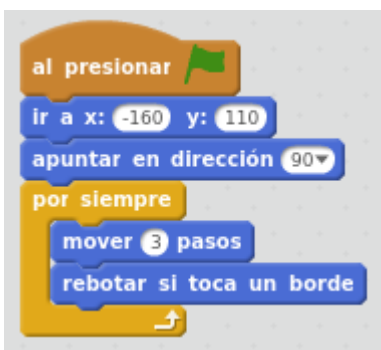 al presionar
ir a x: -160 y: 110
apuntar en dirección 90
por siempre
mover 3 pasos
rebotar si toca un borde